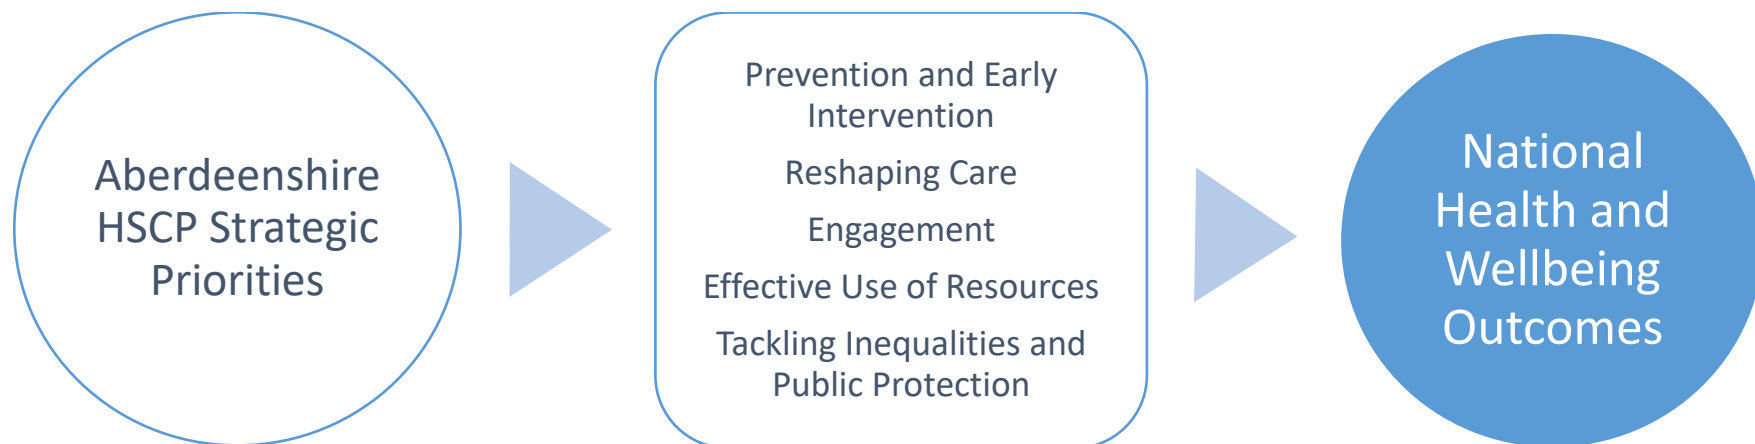 Aberdeenshire
HSCP Strategic
Priorities
Prevention and Early
Intervention
Reshaping Care
Engagement
Effective Use of Resources
Tackling Inequalities and
Public Protection
National
Health and
Wellbeing
Outcomes